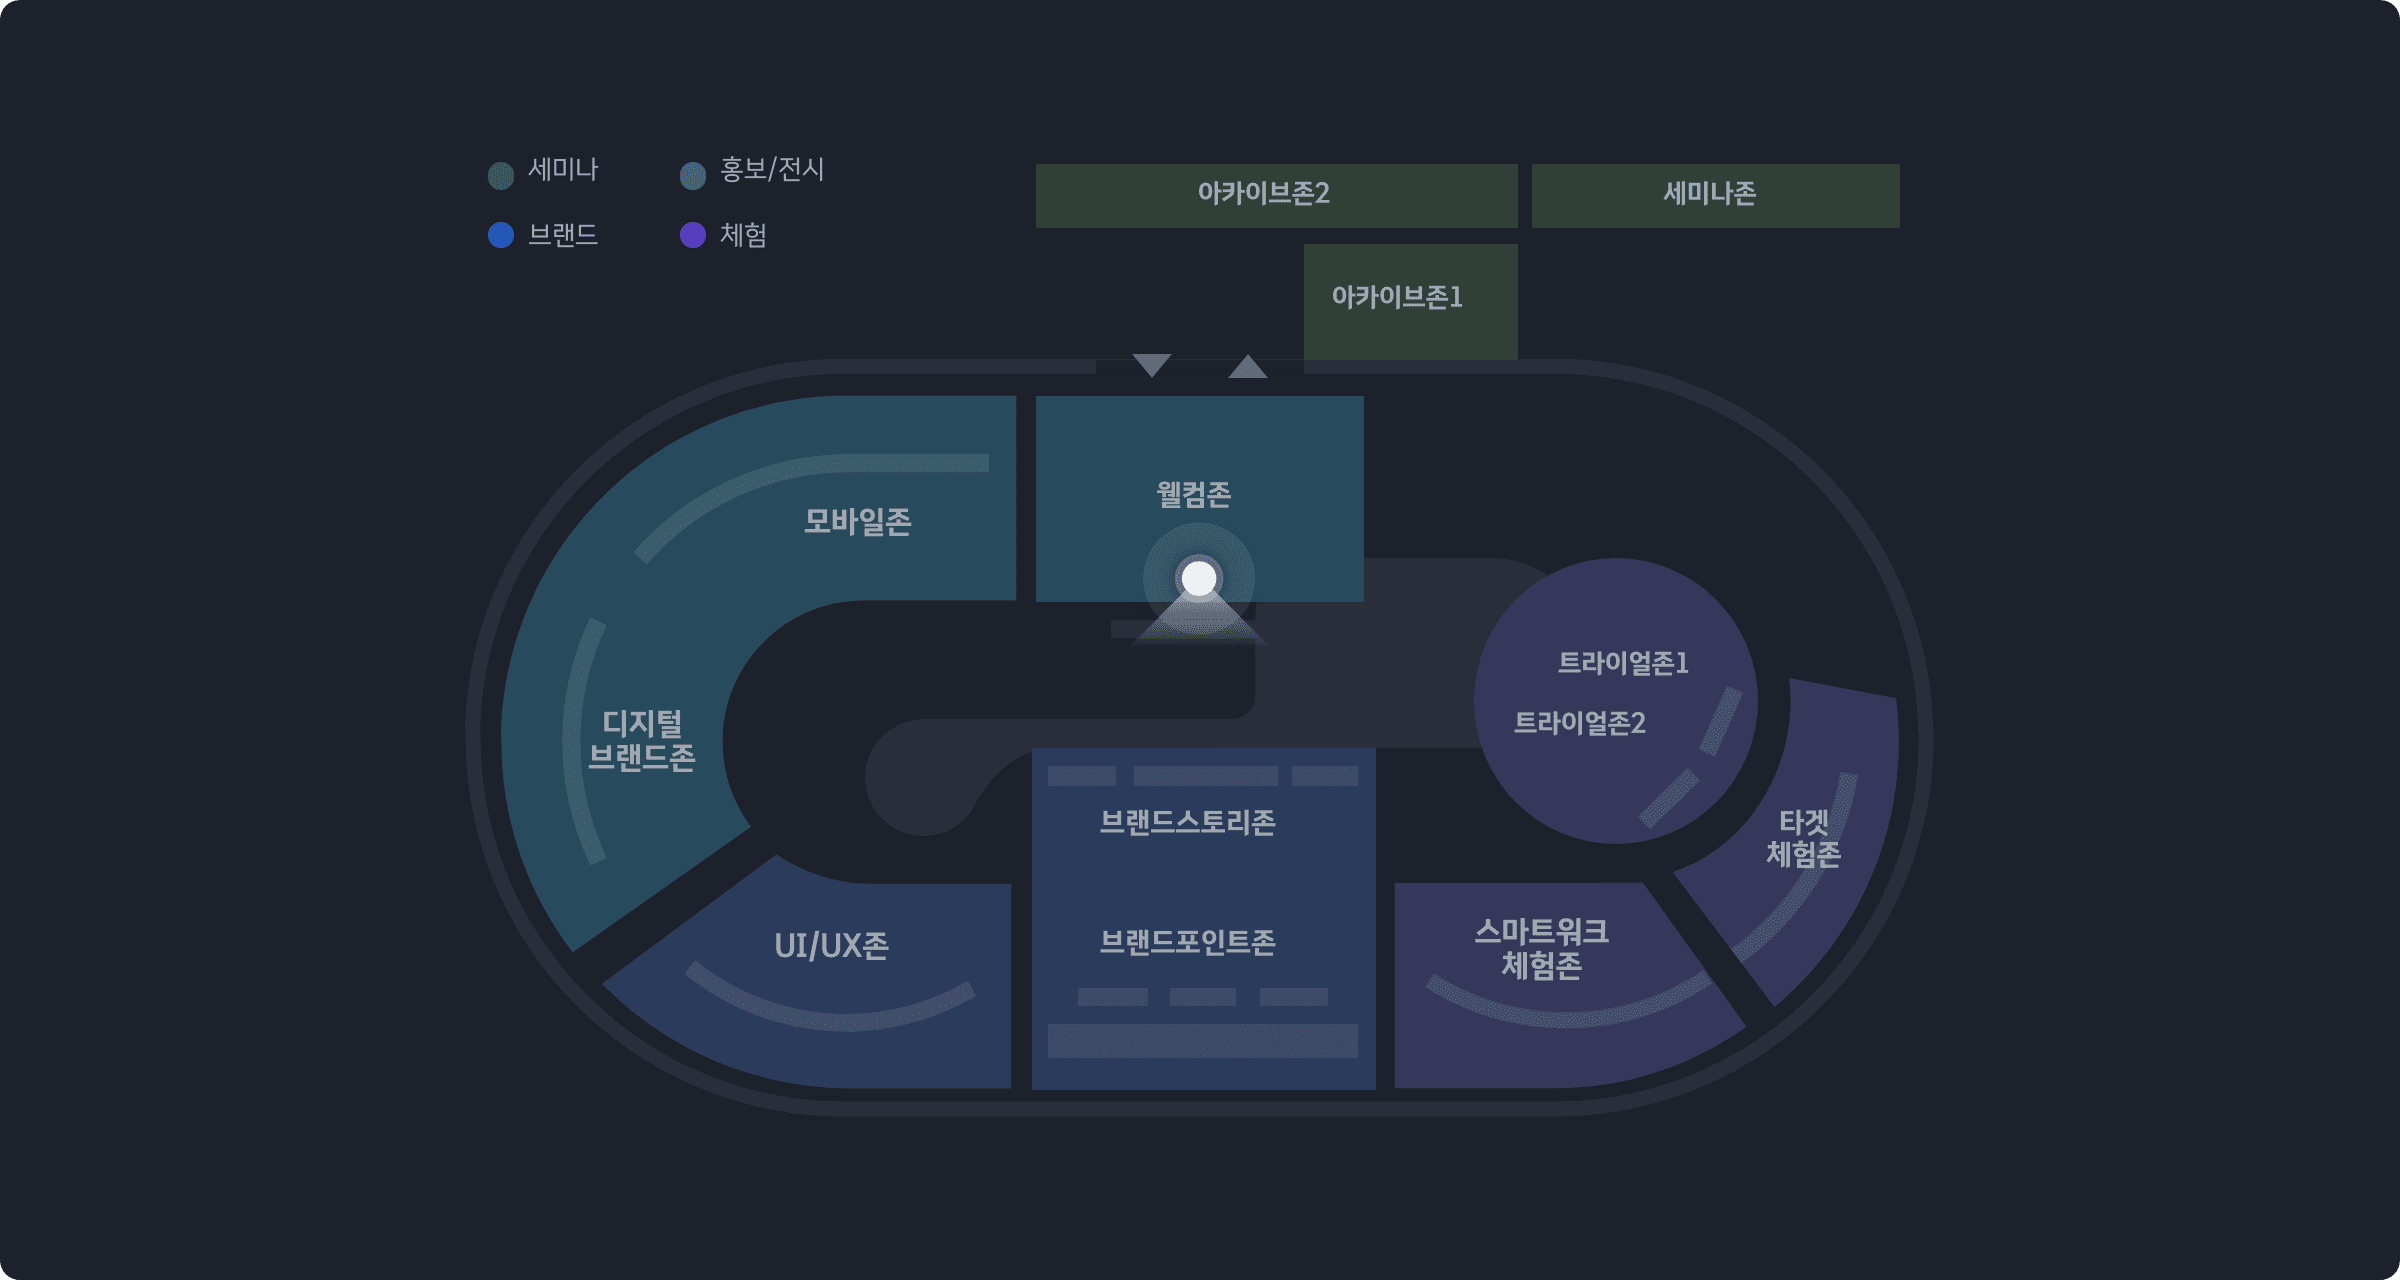 세미나
홍보/전시
브랜드
체험
아카이브존2
세미나존
아카이브존1
웰컴존
모바일존
디지털
브랜드존
트라이얼존1
트라이얼존2
타겟
체험존
브랜드스토리존
브랜드포인트존
UI/UX존
스마트워크
체험존